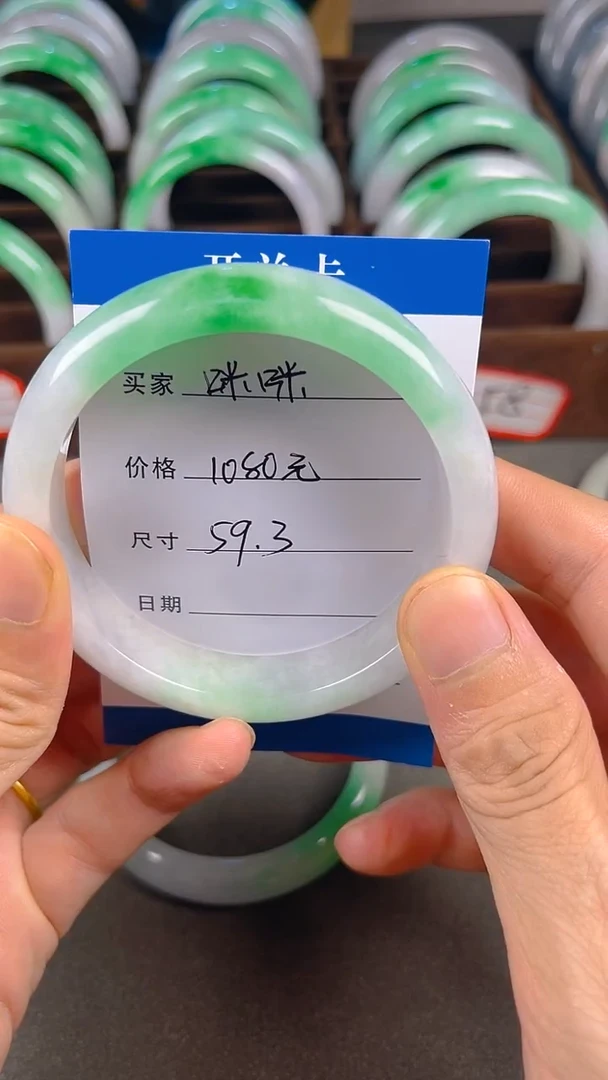 买家 咪咪
价格 1080元
尺寸 59.3
日期